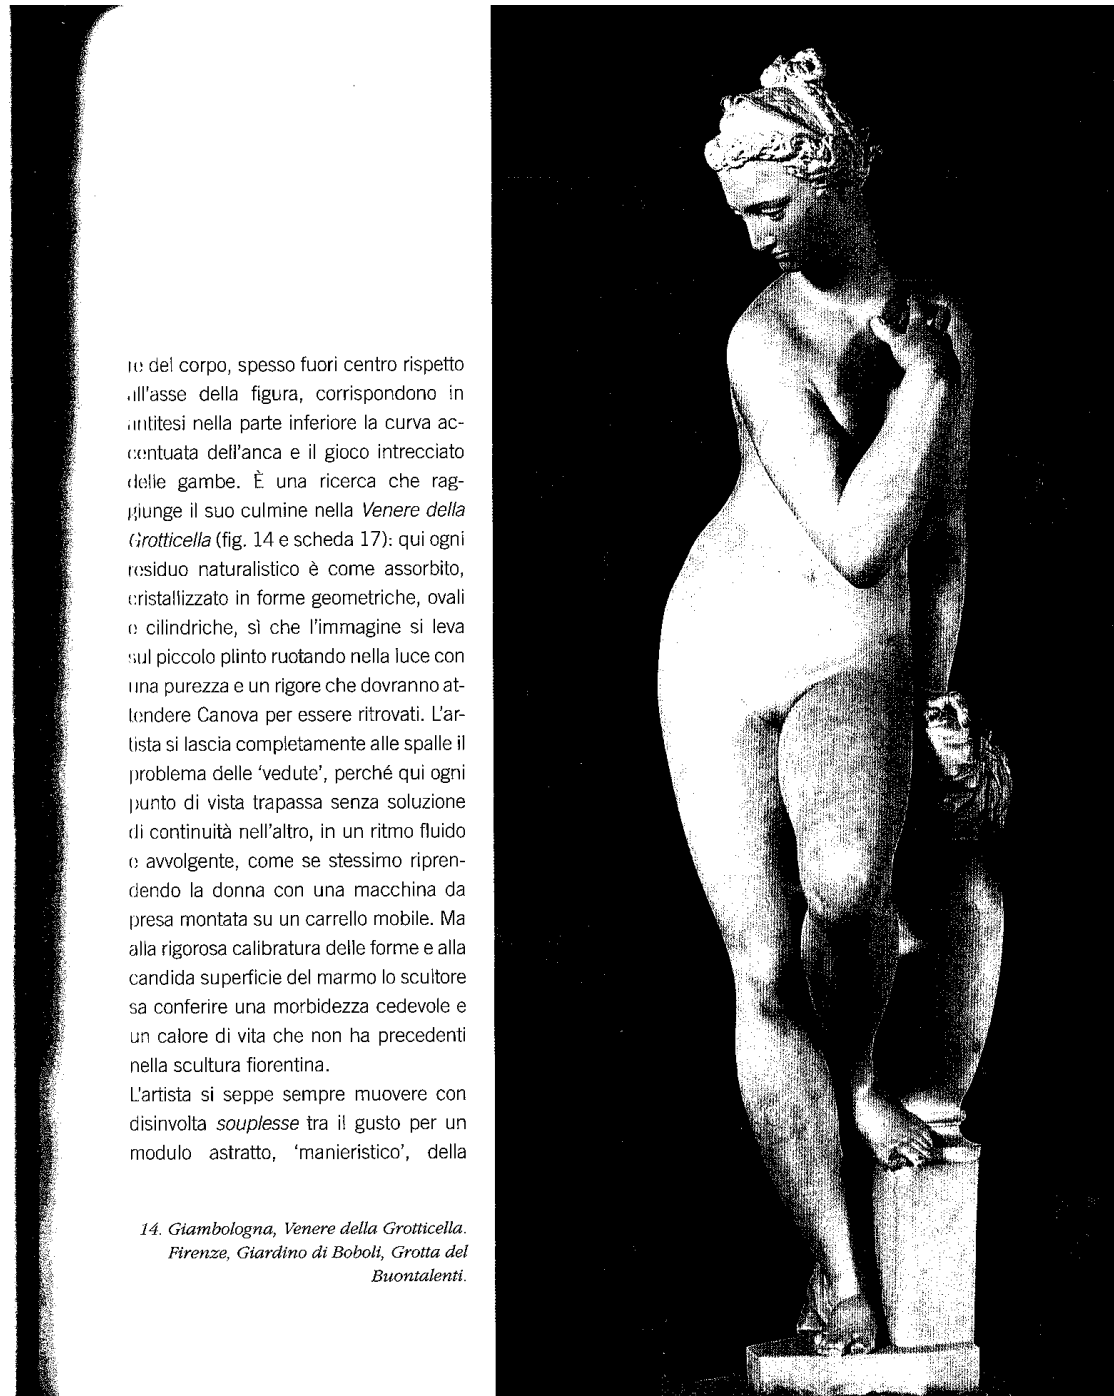 re del corpo, spesso fuori centro rispetto
all'asse della figura, corrispondono in
antitesi nella parte inferiore la curva ac-
centuata dell'anca e il gioco intrecciato
delle gambe. È una ricerca che rag-
giunge il suo culmine nella Venere della
Grotticella (fig. 14 e scheda 17): qui ogni
residuo naturalistico è come assorbito,
cristallizzato in forme geometriche, ovali
e cilindriche, sì che l'immagine si leva
sul piccolo plinto ruotando nella luce con
una purezza e un rigore che dovranno at-
tendere Canova per essere ritrovati. L'ar-
tista si lascia completamente alle spalle il
problema delle 'vedute', perché qui ogni
punto di vista trapassa senza soluzione
di continuità nell'altro, in un ritmo fluido
e avvolgente, come se stessimo ripren-
dendo la donna con una macchina da
presa montata su un carrello mobile. Ma
alla rigorosa calibratura delle forme e alla
candida superficie del marmo lo scultore
sa conferire una morbidezza cedevole e
un calore di vita che non ha precedenti
nella scultura fiorentina.
L'artista si seppe sempre muovere con
disinvolta souplesse tra il gusto per un
modulo astratto, 'manieristico', della
14. Giambologna, Venere della Grotticella.
Firenze, Giardino di Boboli, Grotta del
Buontalenti.